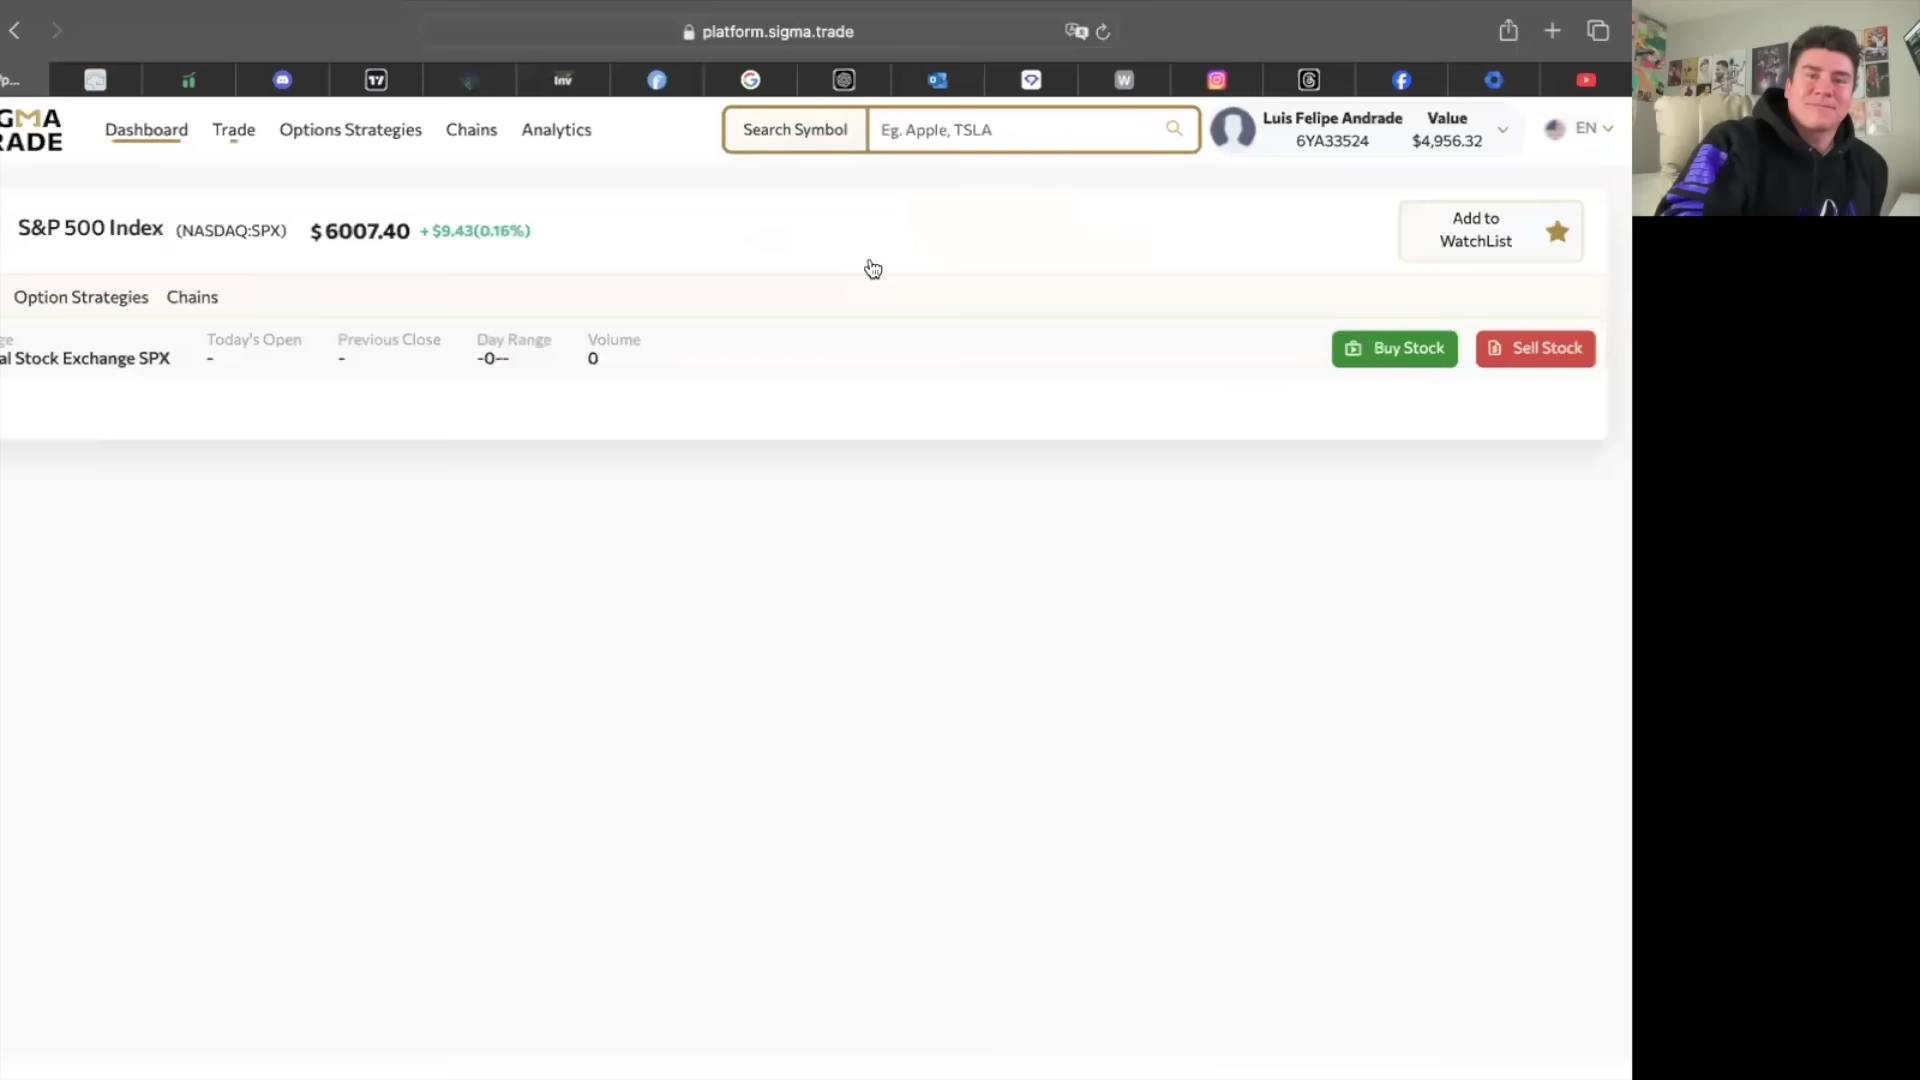 platform.sigma.trade
p...
17
Inv
G
W
GMA
RADE
Dashboard
Trade
Options Strategies
Chains
Analytics
Search Symbol
Eg. Apple, TSLA
Luis Felipe Andrade
6YA33524
Value
$4,956.32
EN
S&P 500 Index (NASDAQ:SPX) $ 6007.40 + $9.43(0.16%)
Add to
WatchList
Option Strategies Chains
ge
al Stock Exchange SPX
Today's Open
-
Previous Close
-
Day Range
-0--
Volume
0
Buy Stock
Sell Stock